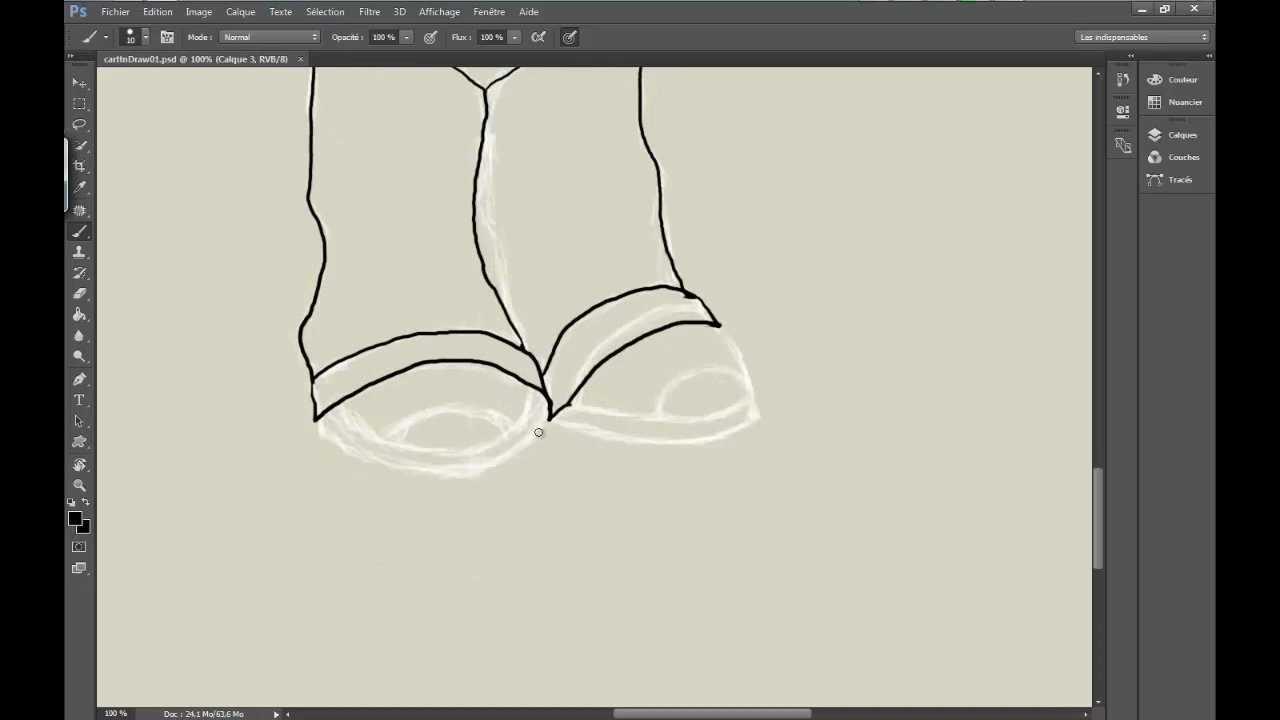 Ps Fichier Edition Image Calque Texte Sélection Filtre 3D Affichage Fenêtre Aide
10 Mode : Normal Opacité : 100 % Flux : 100 % Les indispensables
cartInDraw01.psd @ 100% (Calque 3, RVB/8) ×
Couleur
Nuancier
Calques
Couches
Tracés
100 % Doc : 24,1 Mo/63,6 Mo